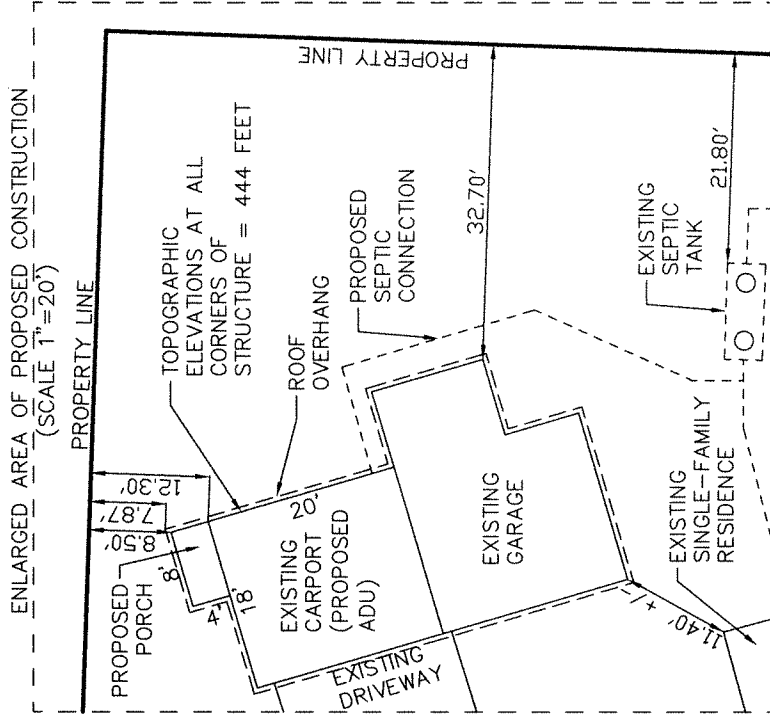 ENLARGED AREA OF PROPOSED CONSTRUCTION
(SCALE 1"=20")
PROPERTY LINE
PROPERTY LINE
12.30'
7.87'
8.50'
TOPOGRAPHIC
ELEVATIONS AT ALL
CORNERS OF
STRUCTURE = 444 FEET
ROOF
OVERHANG
PROPOSED
SEPTIC
CONNECTION
32.70'
PROPOSED
PORCH
8'
4'
18'
20'
EXISTING
CARPORT
(PROPOSED
ADU)
EXISTING
GARAGE
EXISTING
DRIVEWAY
+/-
11.40'
EXISTING
SINGLE-FAMILY
RESIDENCE
EXISTING
SEPTIC
TANK
21.80'